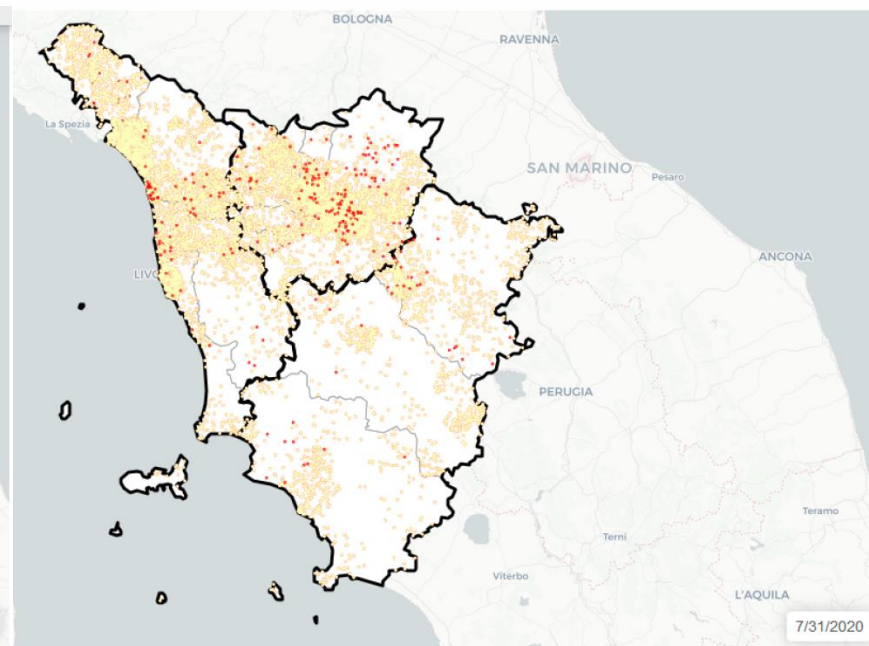 BOLOGNA
RAVENNA
La Spezia
SAN MARINO
Pesaro
ANCONA
PERUGIA
Teramo
Terni
Viterbo
L'AQUILA
7/31/2020